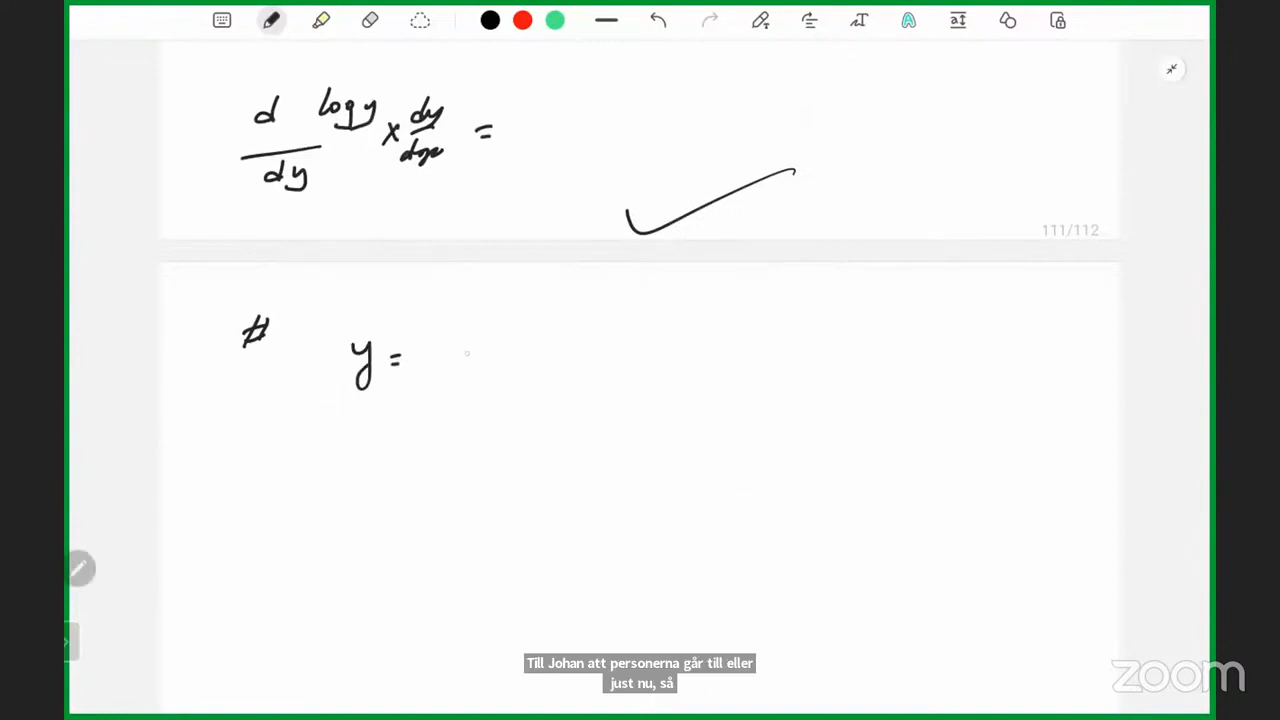 d log y × dy =
dy dx
111/112
# y =
Till Johan att personerna går till eller
just nu, så
zoom